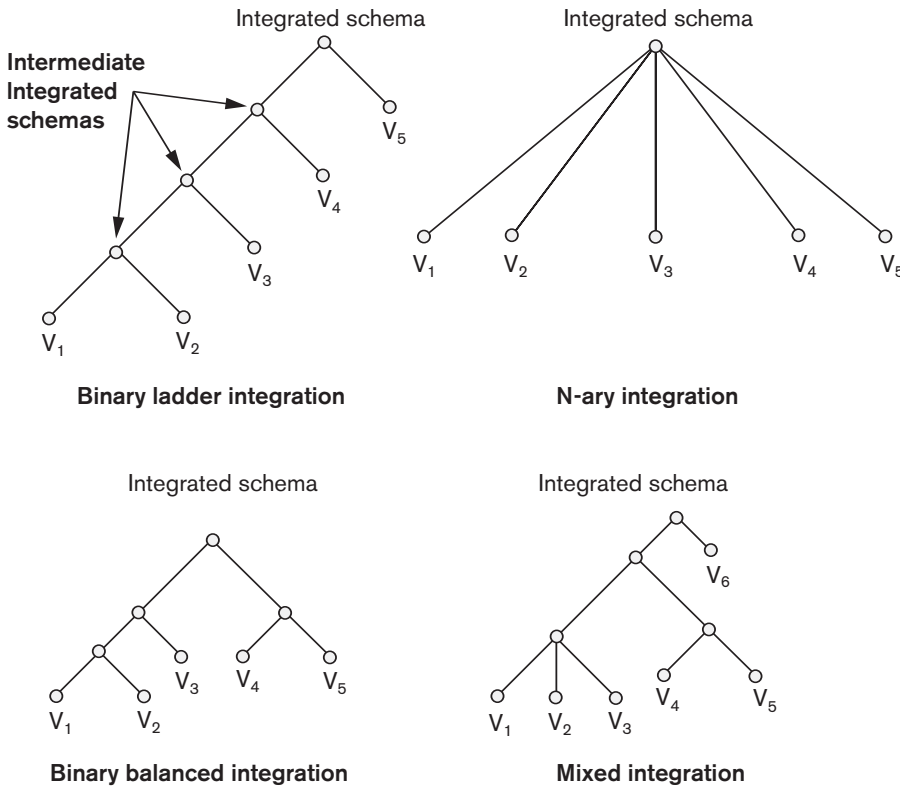 Integrated schema
Intermediate
Integrated
schemas
V5
V4
V3
V1
V2
Binary ladder integration
Integrated schema
V1
V2
V3
V4
V5
N-ary integration
Integrated schema
V3
V4
V5
V1
V2
Binary balanced integration
Integrated schema
V6
V4
V5
V1
V2
V3
Mixed integration